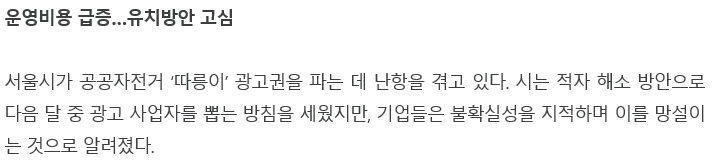 운영비용 급증...유치방안 고심
서울시가 공공자전거 ‘따릉이’ 광고권을 파는 데 난항을 겪고 있다. 시는 적자 해소 방안으로
다음 달 중 광고 사업자를 뽑는 방침을 세웠지만, 기업들은 불확실성을 지적하며 이를 망설이
는 것으로 알려졌다.